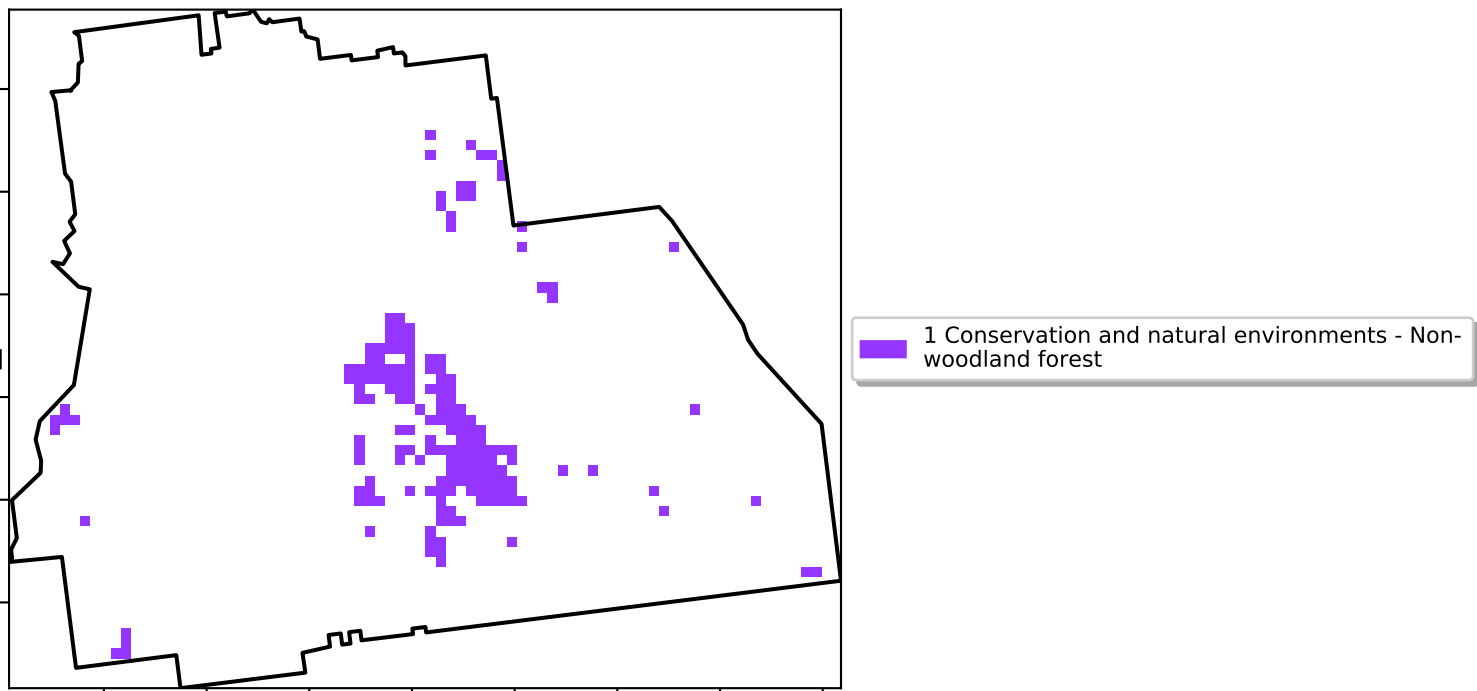 1 Conservation and natural environments - Non-
woodland forest